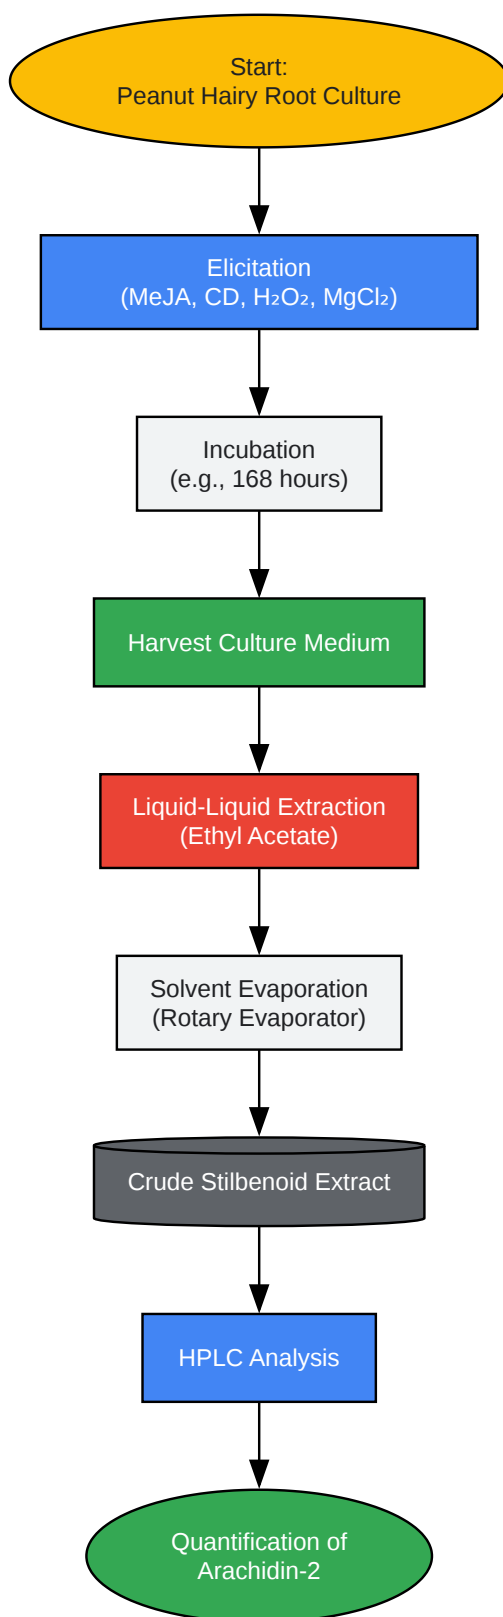 Start:
Peanut Hairy Root Culture
Elicitation
(MeJA, CD, H₂O₂, MgCl₂)
Incubation
(e.g., 168 hours)
Harvest Culture Medium
Liquid-Liquid Extraction
(Ethyl Acetate)
Solvent Evaporation
(Rotary Evaporator)
Crude Stilbenoid Extract
HPLC Analysis
Quantification of
Arachidin-2